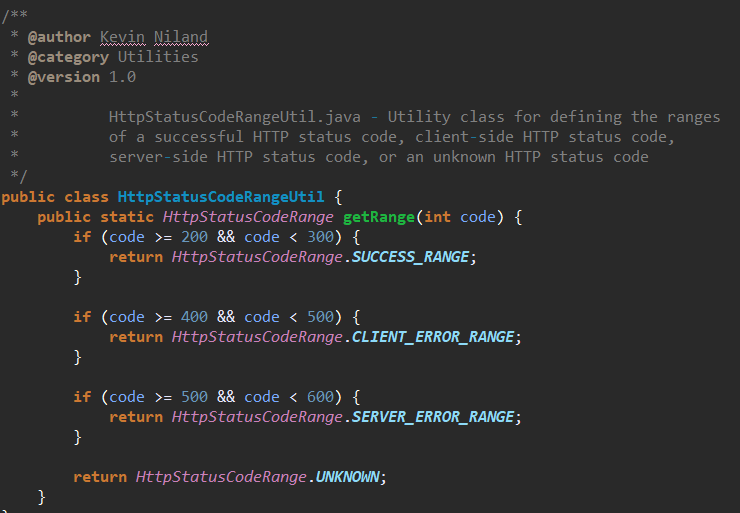 /**
 * @author Kevin Niland
 * @category Utilities
 * @version 1.0
 *
 *          HttpStatusCodeRangeUtil.java - Utility class for defining the ranges
 *          of a successful HTTP status code, client-side HTTP status code,
 *          server-side HTTP status code, or an unknown HTTP status code
 */
public class HttpStatusCodeRangeUtil {
    public static HttpStatusCodeRange getRange(int code) {
        if (code >= 200 && code < 300) {
            return HttpStatusCodeRange.SUCCESS_RANGE;
        }

        if (code >= 400 && code < 500) {
            return HttpStatusCodeRange.CLIENT_ERROR_RANGE;
        }

        if (code >= 500 && code < 600) {
            return HttpStatusCodeRange.SERVER_ERROR_RANGE;
        }

        return HttpStatusCodeRange.UNKNOWN;
    }